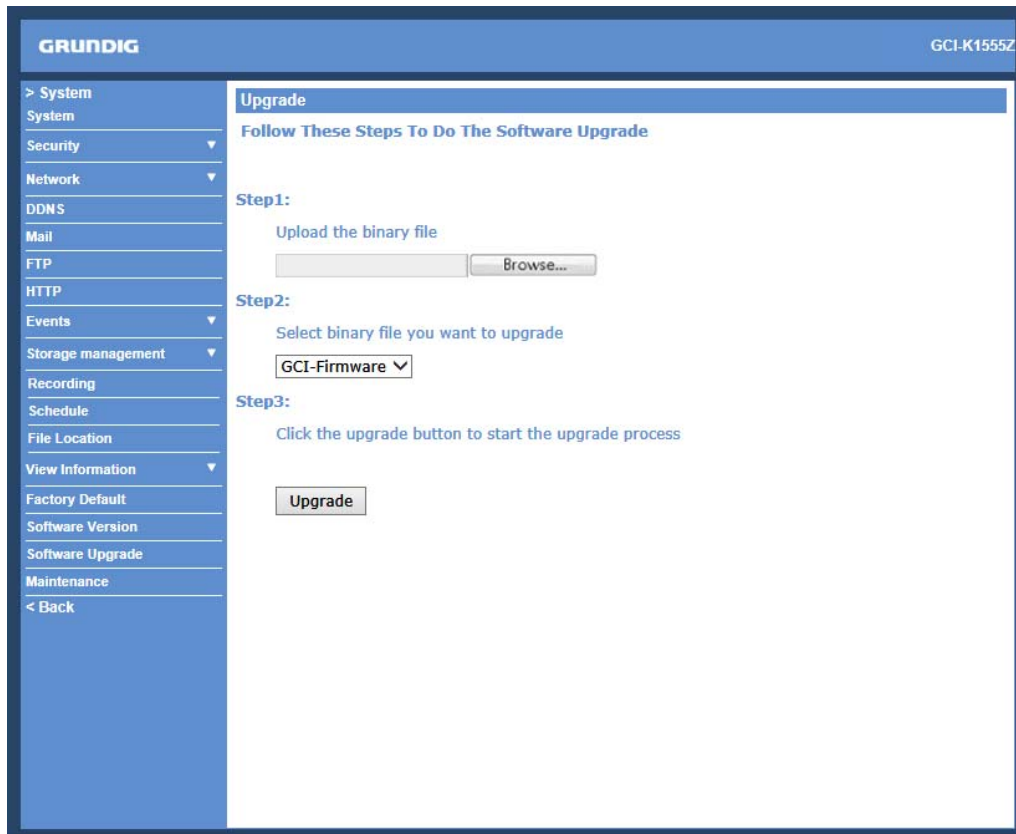 GRUNDIG
GCI-K1555Z
> System
System
Security
Network
DDNS
Mail
FTP
HTTP
Events
Storage management
Recording
Schedule
File Location
View Information
Factory Default
Software Version
Software Upgrade
Maintenance
< Back
Upgrade
Follow These Steps To Do The Software Upgrade
Step1:
Upload the binary file
Browse...
Step2:
Select binary file you want to upgrade
GCI-Firmware
Step3:
Click the upgrade button to start the upgrade process
Upgrade